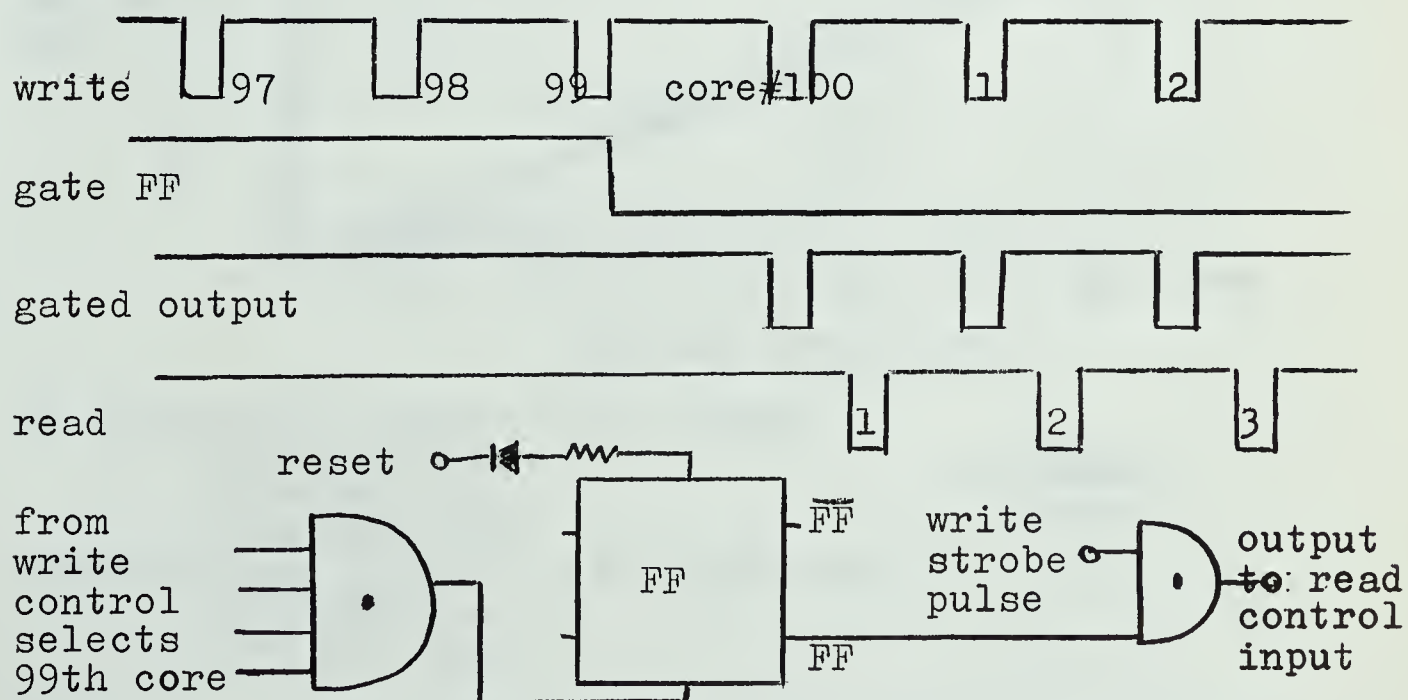 write 97 98 99 core#100 1 2
gate FF
gated output
read 1 2 3
reset
from
write
control
selects
99th core
FF
F̅F̅
FF
write
strobe
pulse
output
to: read
control
input